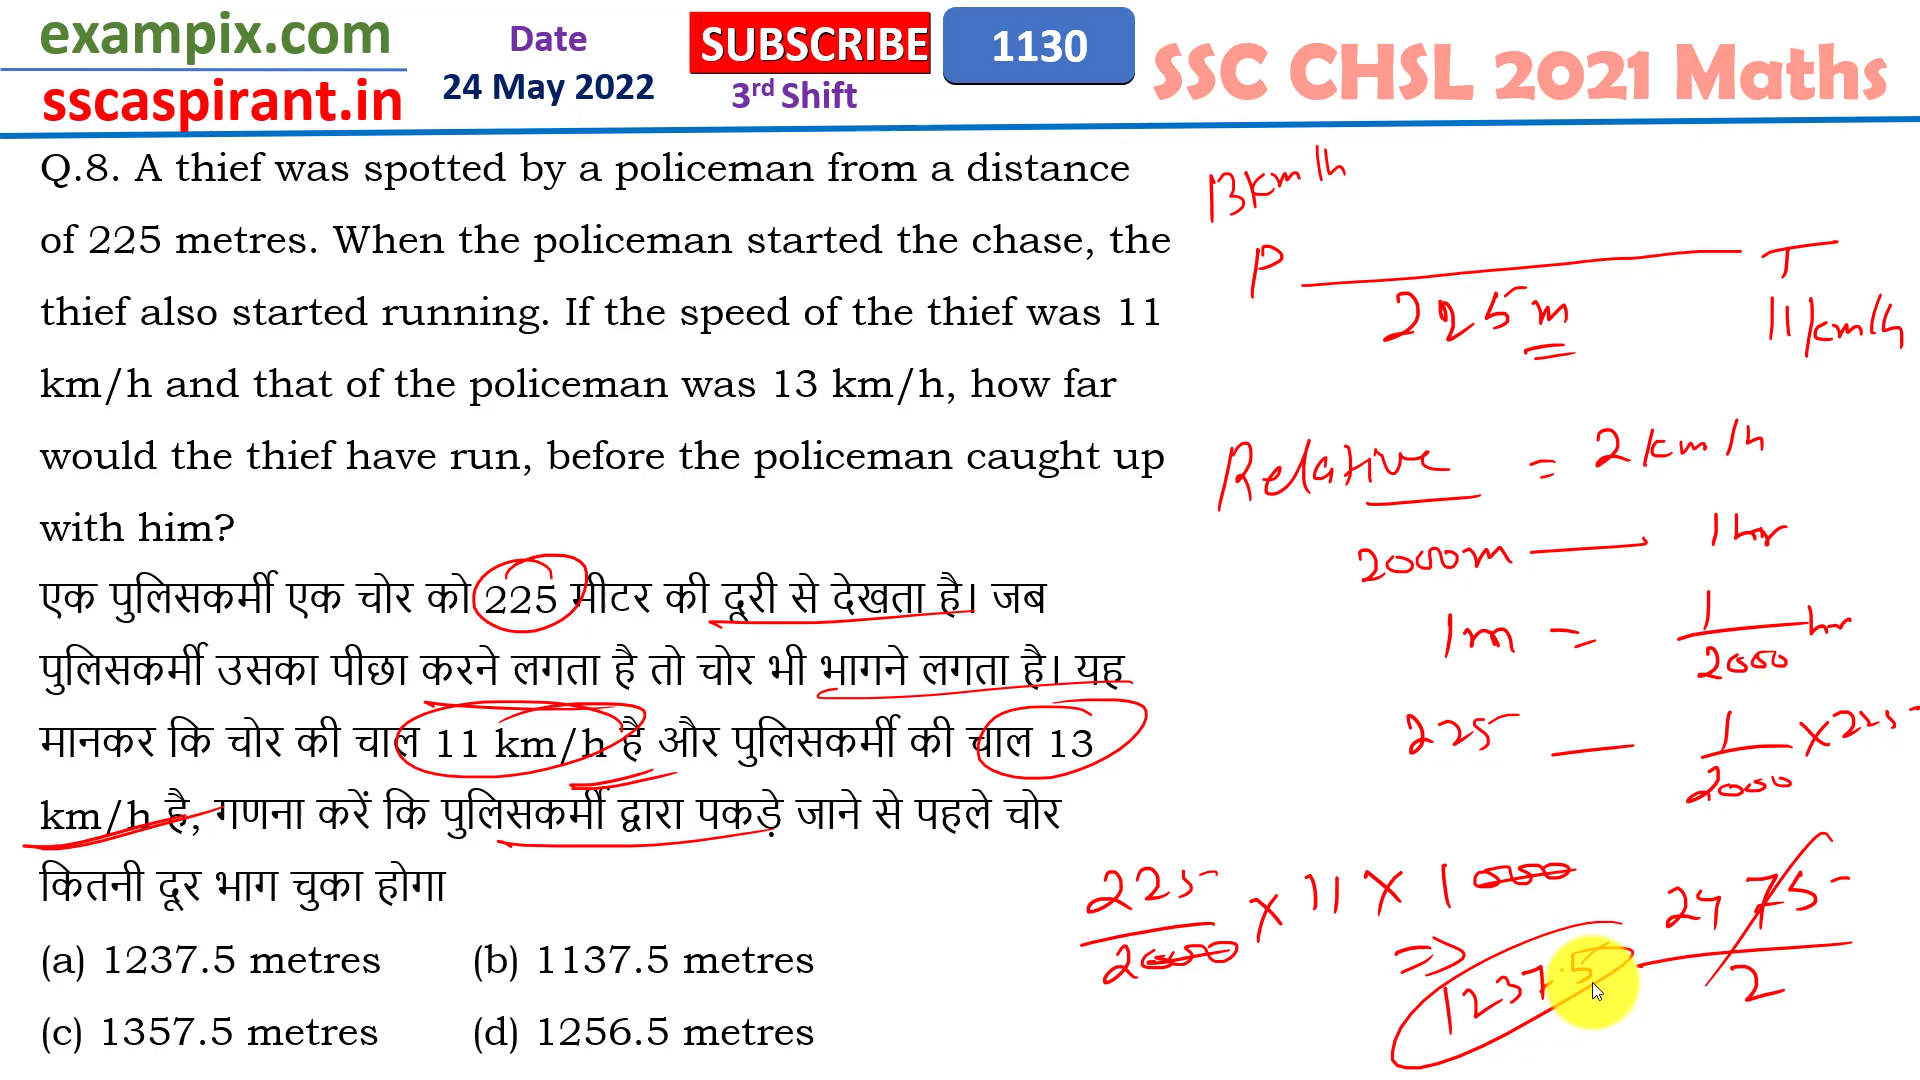 exampix.com
sscaspirant.in
Date
24 May 2022
SUBSCRIBE
3rd Shift
1130
SSC CHSL 2021 Maths
Q.8. A thief was spotted by a policeman from a distance
of 225 metres. When the policeman started the chase, the
thief also started running. If the speed of the thief was 11
km/h and that of the policeman was 13 km/h, how far
would the thief have run, before the policeman caught up
with him?
एक पुलिसकर्मी एक चोर को 225 मीटर की दूरी से देखता है। जब
पुलिसकर्मी उसका पीछा करने लगता है तो चोर भी भागने लगता है। यह
मानकर कि चोर की चाल 11 km/h है और पुलिसकर्मी की चाल 13
km/h है, गणना करें कि पुलिसकर्मी द्वारा पकड़े जाने से पहले चोर
कितनी दूर भाग चुका होगा
(a) 1237.5 metres (b) 1137.5 metres
(c) 1357.5 metres (d) 1256.5 metres
13km/h
P T
225m
11km/h
Relative = 2km/h
2000m — 1hr
1m = 1/2000 hr
225 — 1/2000 × 225
225/2000 × 11 × 1000
⇒ 2475/2
1237.5